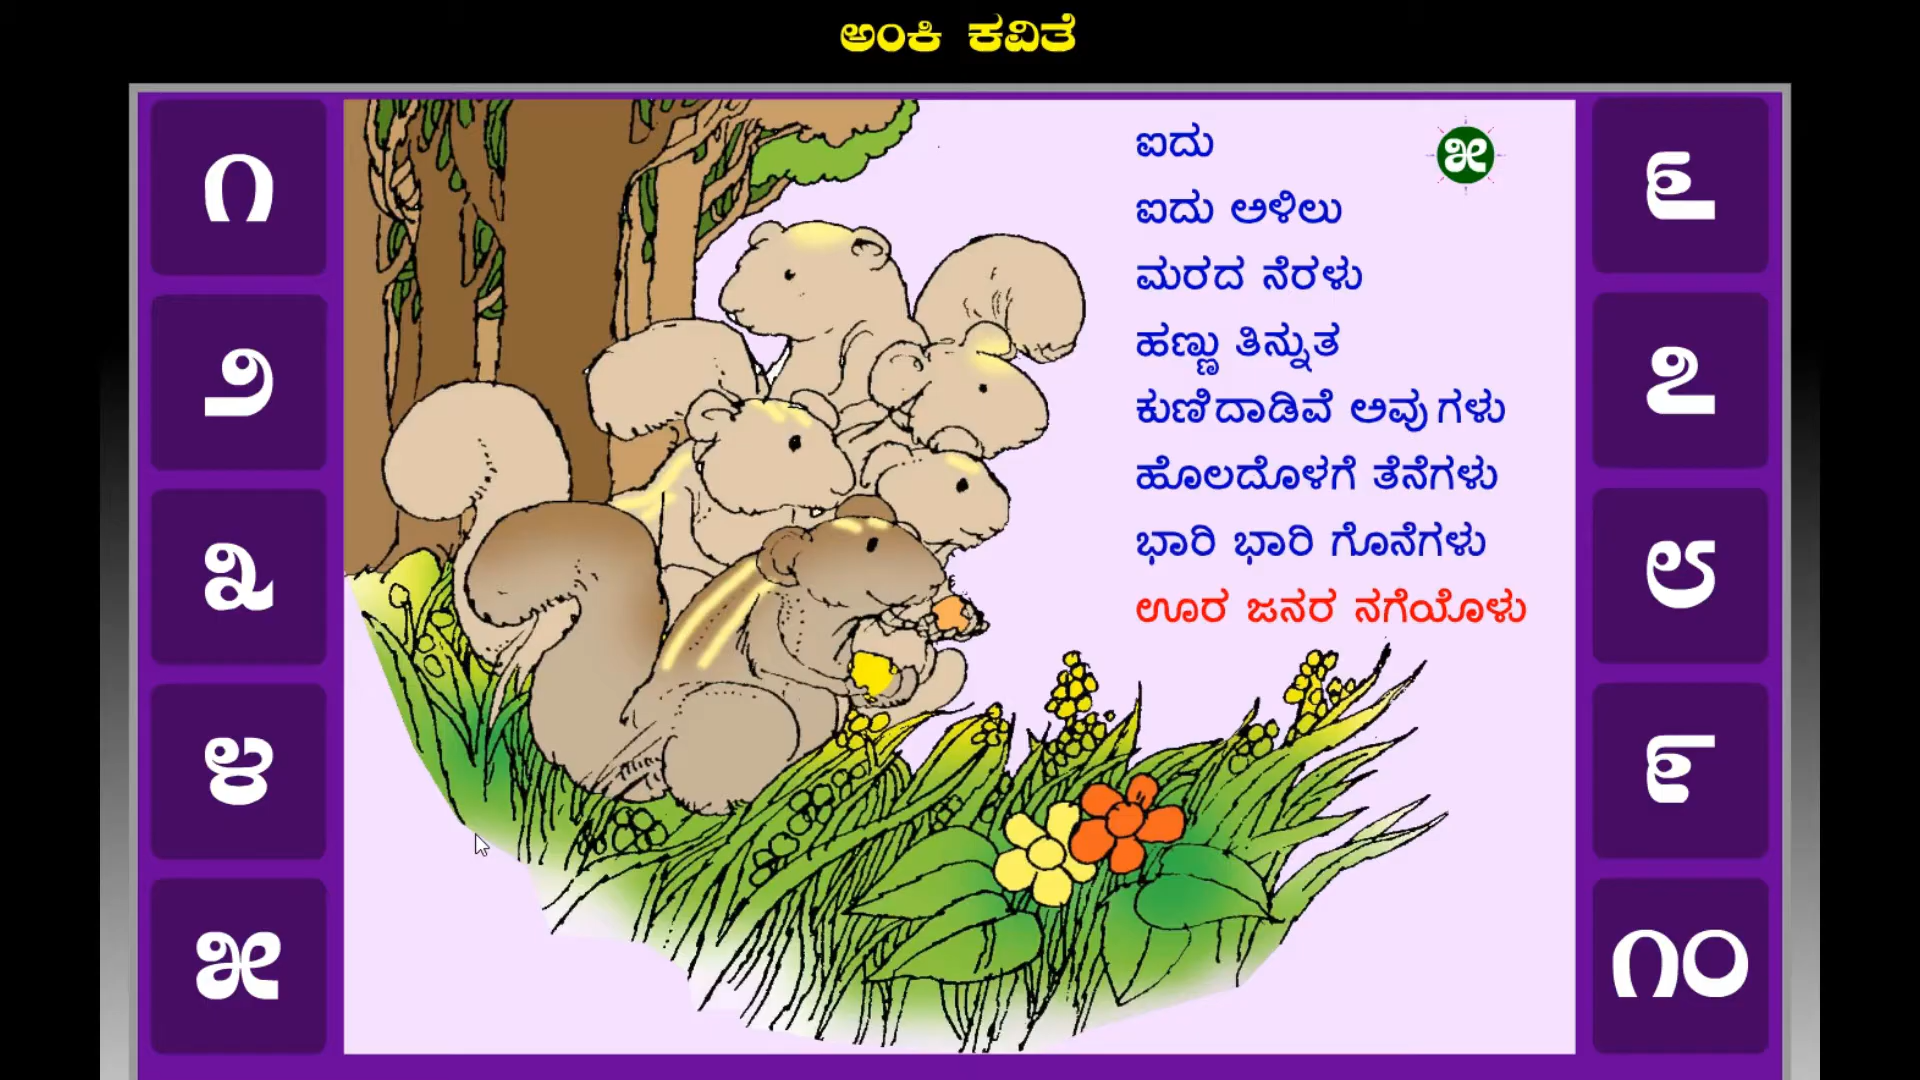 ಅಂಕಿ ಕವಿತೆ
೧
೨
೩
೪
೫
ಐದು
೫
ಐದು ಅಳಿಲು
ಮರದ ನೆರಳು
ಹಣ್ಣು ತಿನ್ನುತ
ಕುಣಿದಾಡಿವೆ ಅವುಗಳು
ಹೊಲದೊಳಗೆ ತೆನೆಗಳು
ಭಾರಿ ಭಾರಿ ಗೊನೆಗಳು
ಊರ ಜನರ ನಗೆಯೊಳು
೬
೭
೮
೯
೧೦